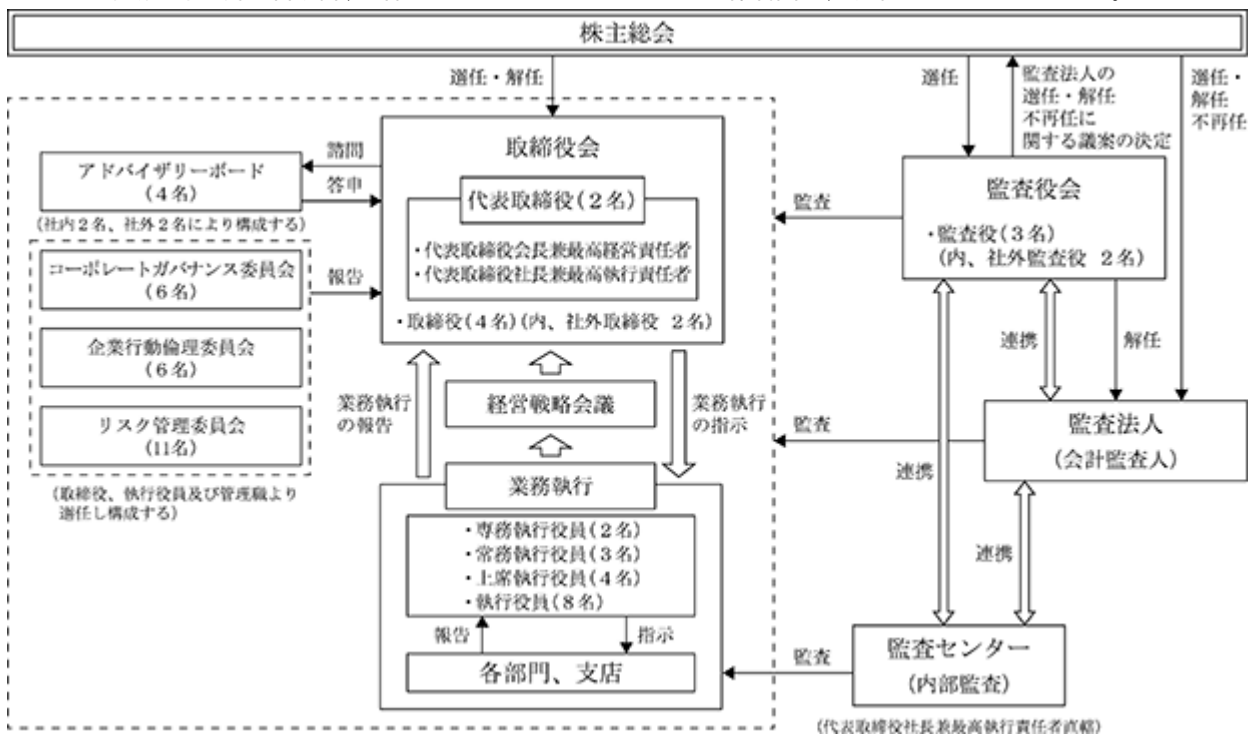 株主総会
選任・解任
選任
監査法人の
選任・解任
不再任に
関する議案の決定
選任・
解任
不再任
取締役会
諮問
アドバイザリーボード
(4名)
答申
(社内2名、社外2名により構成する)
代表取締役(2名)
・代表取締役会長兼最高経営責任者
・代表取締役社長兼最高執行責任者
・取締役(4名)(内、社外取締役 2名)
監査
監査役会
・監査役(3名)
(内、社外監査役 2名)
コーポレートガバナンス委員会
(6名)
報告
企業行動倫理委員会
(6名)
リスク管理委員会
(11名)
(取締役、執行役員及び管理職より
選任し構成する)
業務執行
の報告
経営戦略会議
業務執行
の指示
連携
解任
監査
監査法人
(会計監査人)
連携
連携
業務執行
・専務執行役員(2名)
・常務執行役員(3名)
・上席執行役員(4名)
・執行役員(8名)
報告
指示
各部門、支店
監査
監査センター
(内部監査)
(代表取締役社長兼最高執行責任者直轄)